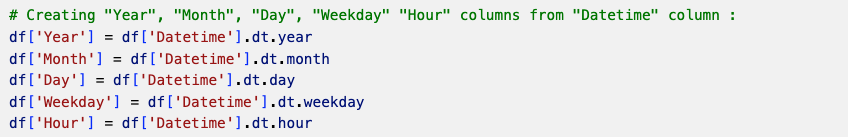 # Creating "Year", "Month", "Day", "Weekday" "Hour" columns from "Datetime" column :
df['Year'] = df['Datetime'].dt.year
df['Month'] = df['Datetime'].dt.month
df['Day'] = df['Datetime'].dt.day
df['Weekday'] = df['Datetime'].dt.weekday
df['Hour'] = df['Datetime'].dt.hour